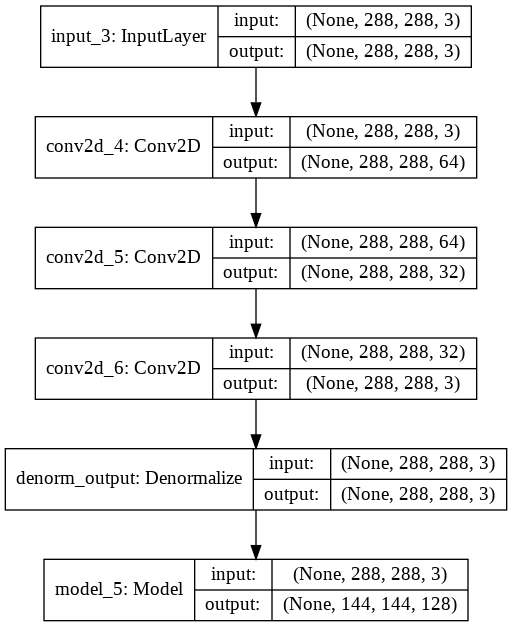 input_3: InputLayer
input:
(None, 288, 288, 3)
output:
(None, 288, 288, 3)
conv2d_4: Conv2D
input:
(None, 288, 288, 3)
output:
(None, 288, 288, 64)
conv2d_5: Conv2D
input:
(None, 288, 288, 64)
output:
(None, 288, 288, 32)
conv2d_6: Conv2D
input:
(None, 288, 288, 32)
output:
(None, 288, 288, 3)
denorm_output: Denormalize
input:
(None, 288, 288, 3)
output:
(None, 288, 288, 3)
model_5: Model
input:
(None, 288, 288, 3)
output:
(None, 144, 144, 128)